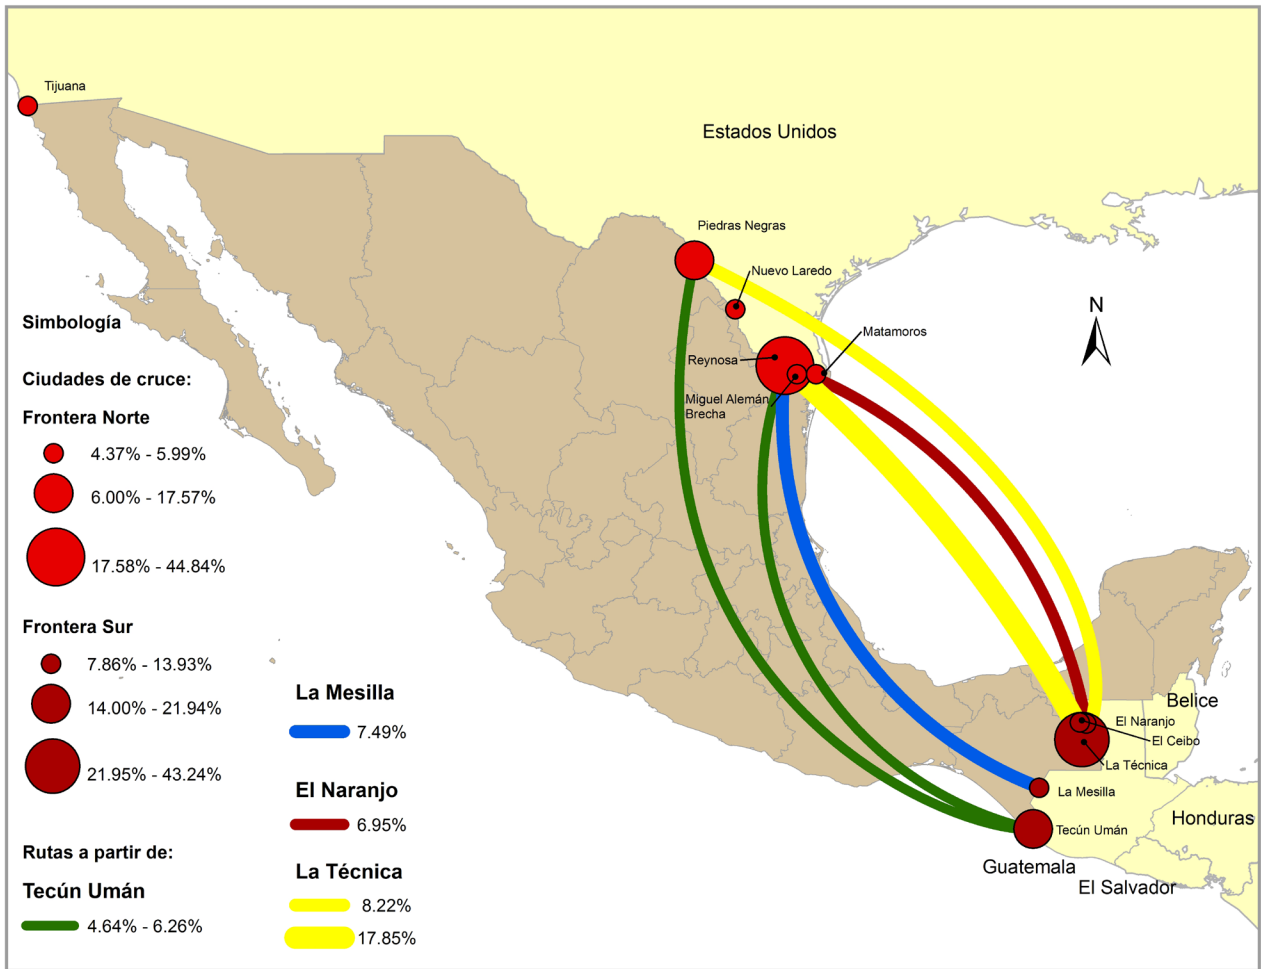 Tijuana
Estados Unidos
Piedras Negras
Nuevo Laredo
N
Matamoros
Reynosa
Miguel Alemán
Brecha
Simbología
Ciudades de cruce:
Frontera Norte
4.37% - 5.99%
6.00% - 17.57%
17.58% - 44.84%
Frontera Sur
7.86% - 13.93%
14.00% - 21.94%
21.95% - 43.24%
Rutas a partir de:
Tecún Umán
4.64% - 6.26%
La Mesilla
7.49%
El Naranjo
6.95%
La Técnica
8.22%
17.85%
Belice
El Naranjo
El Ceibo
La Técnica
La Mesilla
Honduras
Tecún Umán
Guatemala
El Salvador